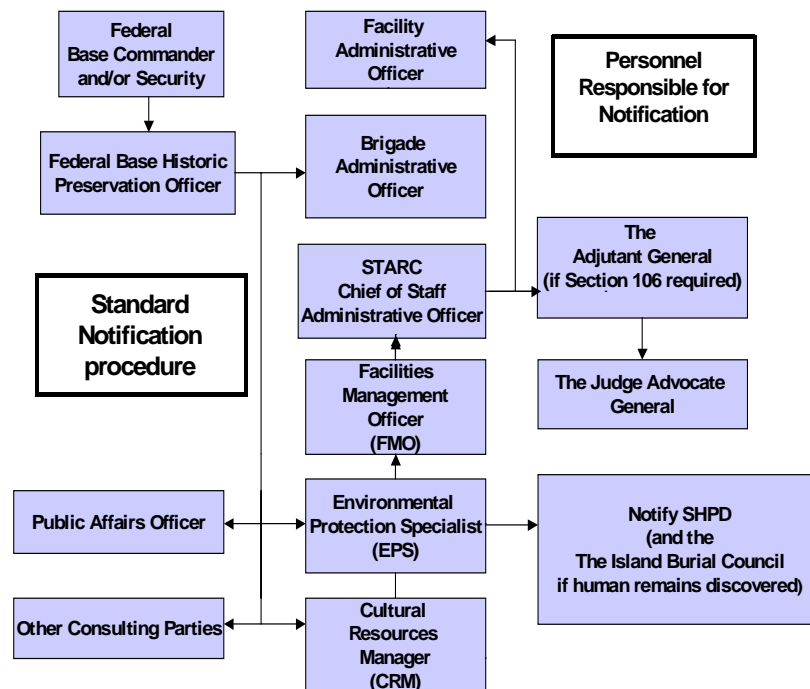 Federal
Base Commander
and/or Security
Facility
Administrative
Officer
Personnel
Responsible for
Notification
Federal Base Historic
Preservation Officer
Brigade
Administrative
Officer
STARC
Chief of Staff
Administrative Officer
The
Adjutant General
(if Section 106 required)
Standard
Notification
procedure
Facilities
Management
Officer
(FMO)
The Judge Advocate
General
Public Affairs Officer
Environmental
Protection Specialist
(EPS)
Notify SHPD
(and the
The Island Burial Council
if human remains discovered)
Other Consulting Parties
Cultural
Resources
Manager
(CRM)